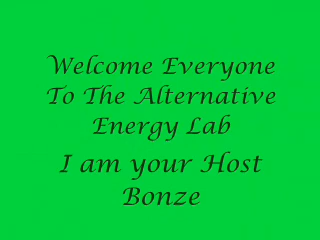 Welcome Everyone
To The Alternative
Energy Lab
I am your Host
Bonze